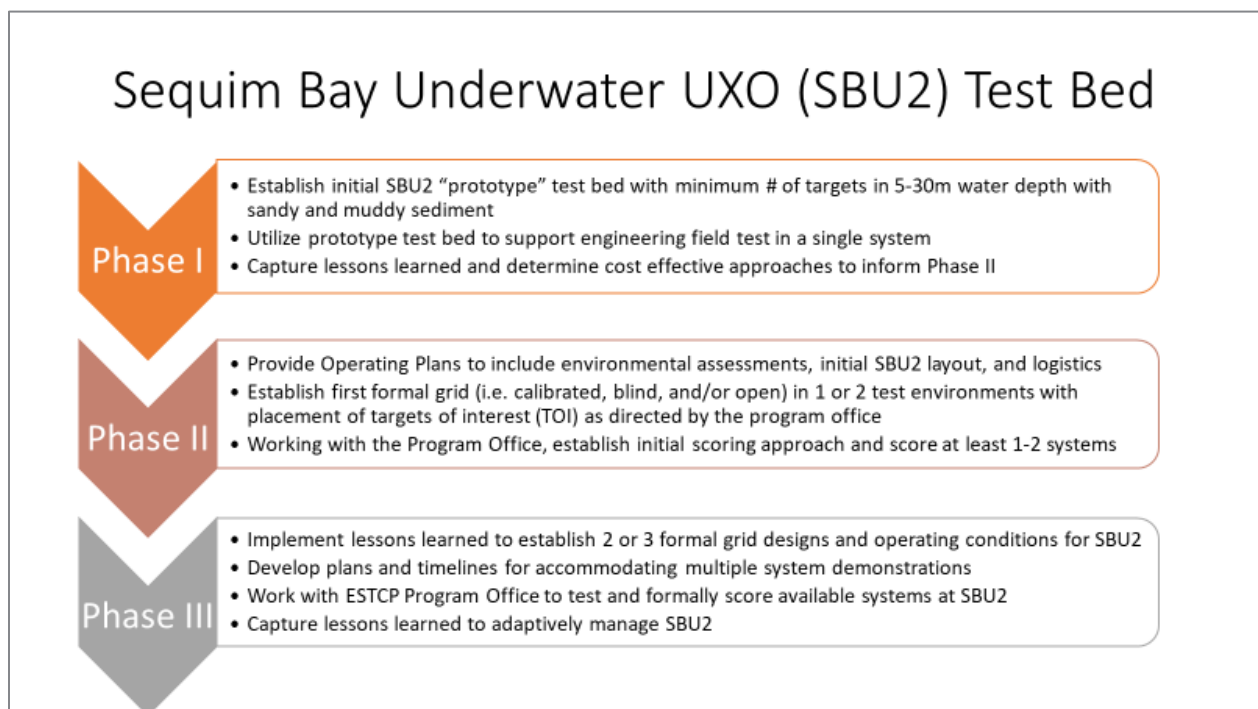 Sequim Bay Underwater UXO (SBU2) Test Bed
Phase I
• Establish initial SBU2 “prototype” test bed with minimum # of targets in 5-30m water depth with
sandy and muddy sediment
• Utilize prototype test bed to support engineering field test in a single system
• Capture lessons learned and determine cost effective approaches to inform Phase II
Phase II
• Provide Operating Plans to include environmental assessments, initial SBU2 layout, and logistics
• Establish first formal grid (i.e. calibrated, blind, and/or open) in 1 or 2 test environments with
placement of targets of interest (TOI) as directed by the program office
• Working with the Program Office, establish initial scoring approach and score at least 1-2 systems
Phase III
• Implement lessons learned to establish 2 or 3 formal grid designs and operating conditions for SBU2
• Develop plans and timelines for accommodating multiple system demonstrations
• Work with ESTCP Program Office to test and formally score available systems at SBU2
• Capture lessons learned to adaptively manage SBU2